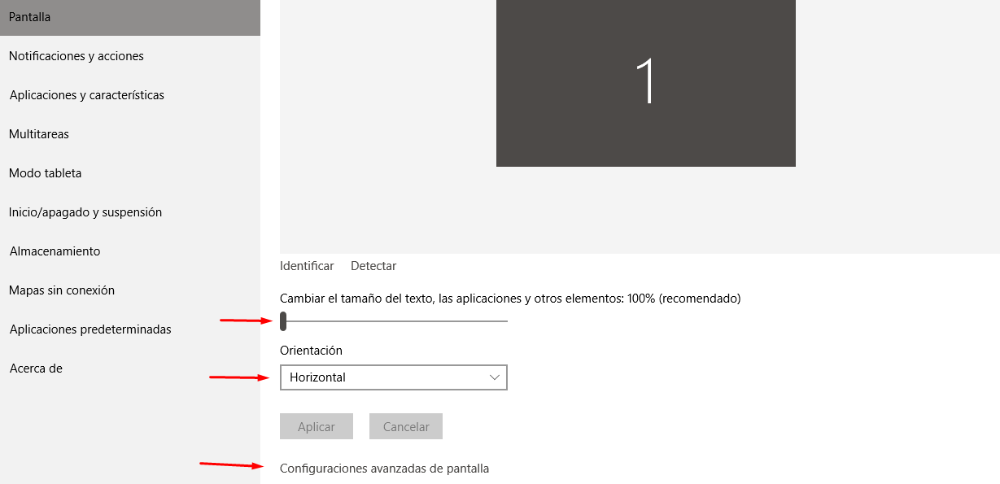 Pantalla
Notificaciones y acciones
Aplicaciones y características
Multitareas
Modo tableta
Inicio/apagado y suspensión
Almacenamiento
Mapas sin conexión
Aplicaciones predeterminadas
Acerca de
1
Identificar Detectar
Cambiar el tamaño del texto, las aplicaciones y otros elementos: 100% (recomendado)
Orientación
Horizontal
Aplicar Cancelar
Configuraciones avanzadas de pantalla